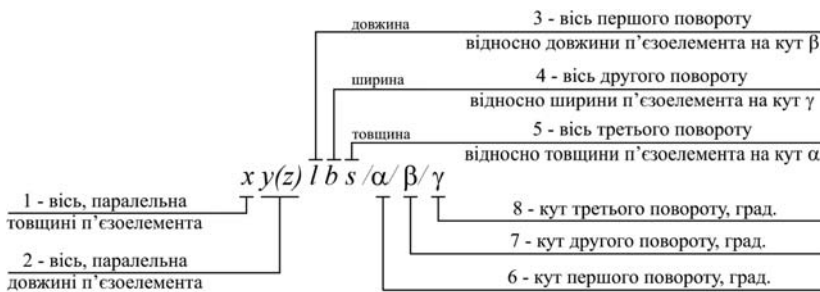 довжина
3 - вісь першого повороту
відносно довжини п’єзоелемента на кут β
ширина
4 - вісь другого повороту
відносно ширини п’єзоелемента на кут γ
товщина
5 - вісь третього повороту
відносно товщини п’єзоелемента на кут α
x y(z) l b s /α/ β/ γ
1 - вісь, паралельна
товщині п’єзоелемента
2 - вісь, паралельна
довжині п’єзоелемента
8 - кут третього повороту, град.
7 - кут другого повороту, град.
6 - кут першого повороту, град.